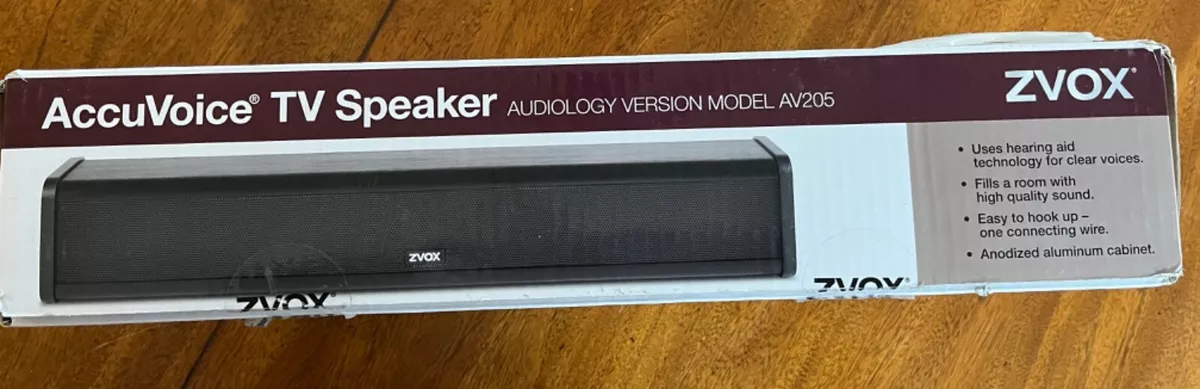 AccuVoice® TV Speaker AUDIOLOGY VERSION MODEL AV205
ZVOX®
• Uses hearing aid
technology for clear voices.
• Fills a room with
high quality sound.
• Easy to hook up –
one connecting wire.
• Anodized aluminum cabinet.
ZVOX
ZVOX
ZVOX®